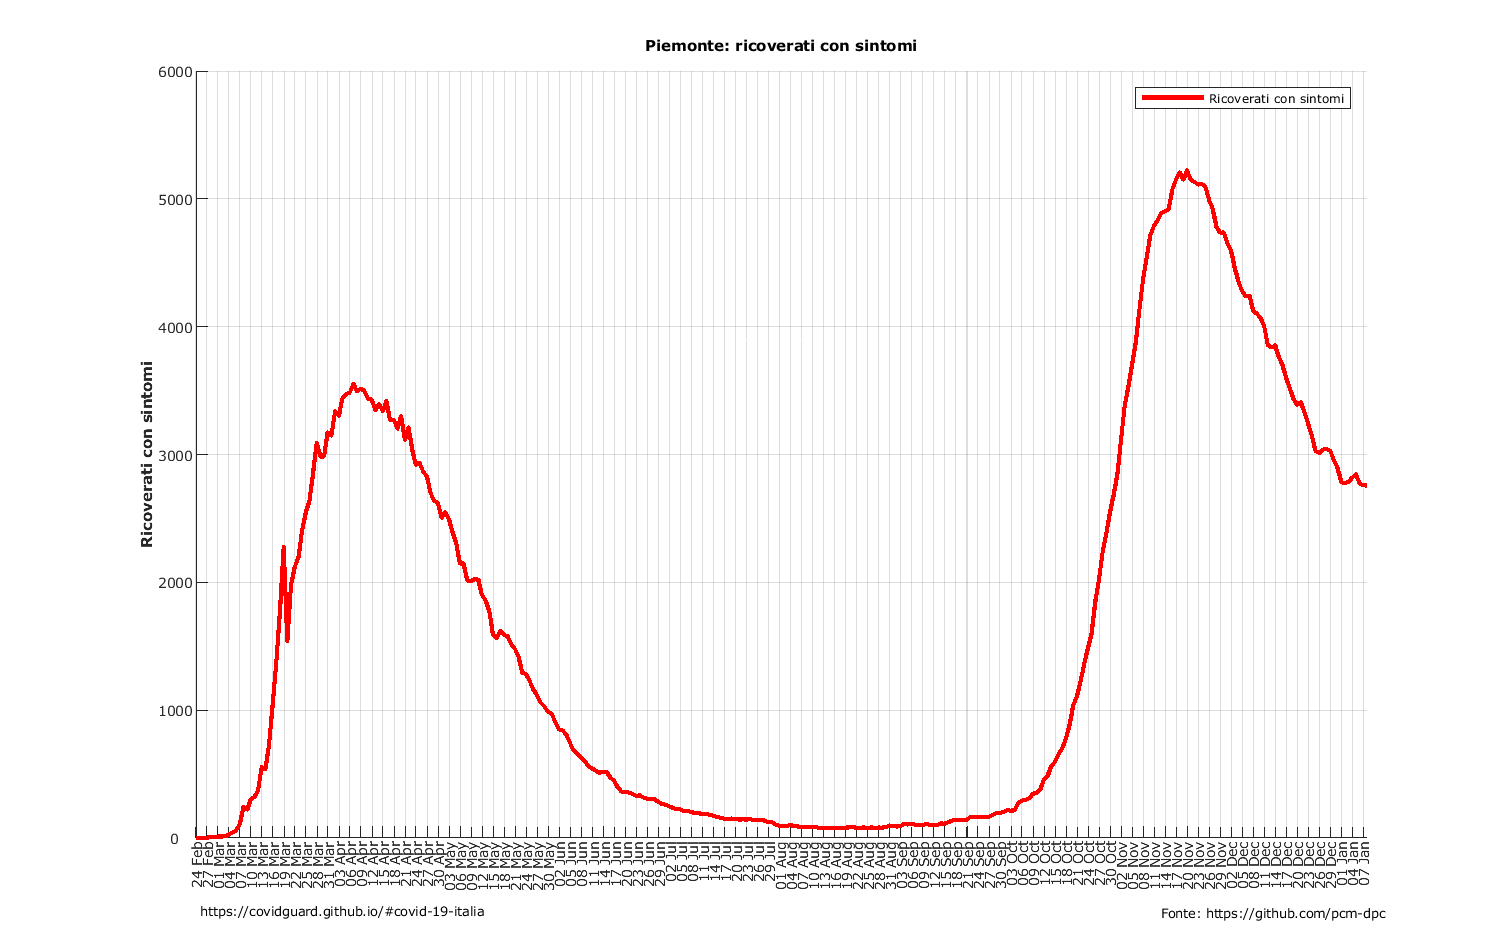 Piemonte: ricoverati con sintomi
Ricoverati con sintomi
Ricoverati con sintomi
6000
5000
4000
3000
2000
1000
0
24 Feb
27 Feb
01 Mar
04 Mar
07 Mar
10 Mar
13 Mar
16 Mar
19 Mar
22 Mar
25 Mar
28 Mar
31 Mar
03 Apr
06 Apr
09 Apr
12 Apr
15 Apr
18 Apr
21 Apr
24 Apr
27 Apr
30 Apr
03 May
06 May
09 May
12 May
15 May
18 May
21 May
24 May
27 May
30 May
02 Jun
05 Jun
08 Jun
11 Jun
14 Jun
17 Jun
20 Jun
23 Jun
26 Jun
29 Jun
02 Jul
05 Jul
08 Jul
11 Jul
14 Jul
17 Jul
20 Jul
23 Jul
26 Jul
29 Jul
01 Aug
04 Aug
07 Aug
10 Aug
13 Aug
16 Aug
19 Aug
22 Aug
25 Aug
28 Aug
31 Aug
03 Sep
06 Sep
09 Sep
12 Sep
15 Sep
18 Sep
21 Sep
24 Sep
27 Sep
30 Sep
03 Oct
06 Oct
09 Oct
12 Oct
15 Oct
18 Oct
21 Oct
24 Oct
27 Oct
30 Oct
02 Nov
05 Nov
08 Nov
11 Nov
14 Nov
17 Nov
20 Nov
23 Nov
26 Nov
29 Nov
02 Dec
05 Dec
08 Dec
11 Dec
14 Dec
17 Dec
20 Dec
23 Dec
26 Dec
29 Dec
01 Jan
04 Jan
07 Jan
https://covidguard.github.io/#covid-19-italia
Fonte: https://github.com/pcm-dpc